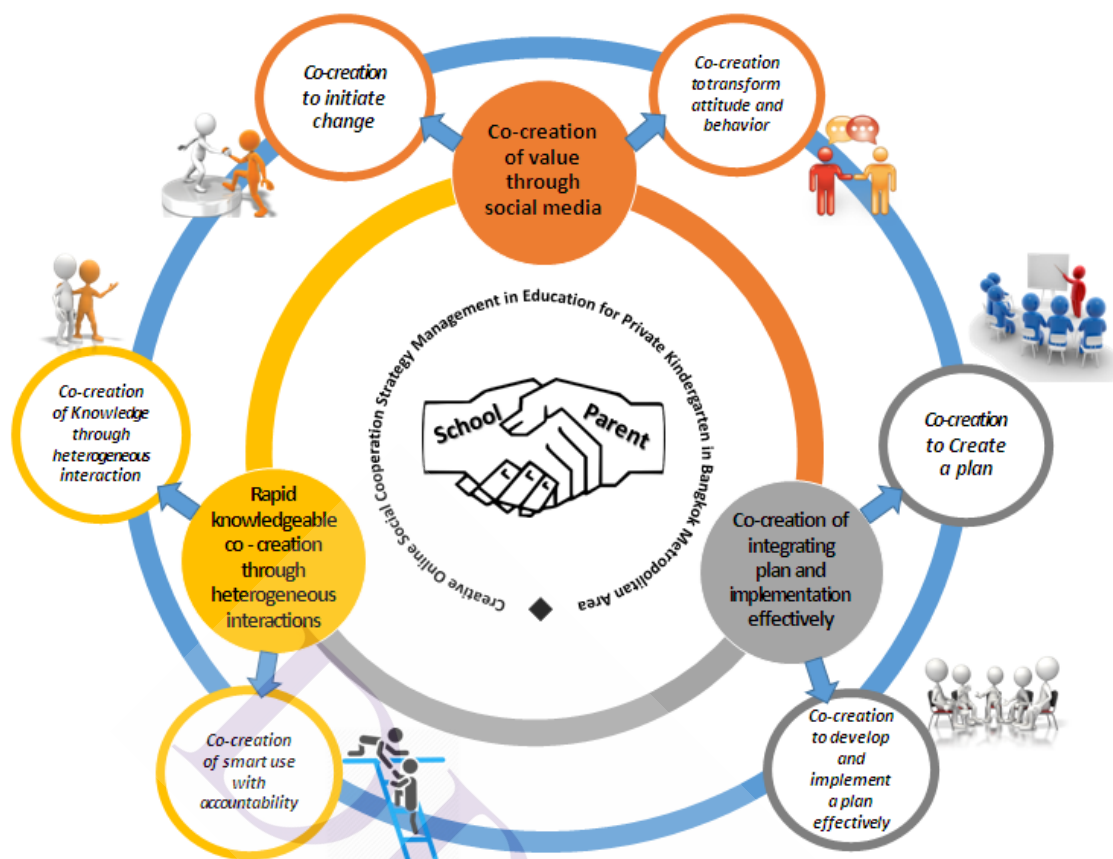 Co-creation
to initiate
change
Co-creation
to transform
attitude and
behavior
Co-creation
of value
through
social media
Creative Online Social Cooperation Strategy Management in Education for Private Kindergarten in Bangkok Metropolitan Area
School
Parent
Co-creation
of Knowledge
through
heterogeneous
interaction
Co-creation
to Create
a plan
Rapid
knowledgeable
co - creation
through
heterogeneous
interactions
Co-creation of
integrating
plan and
implementation
effectively
Co-creation
of smart use
with
accountability
Co-creation
to develop
and
implement
a plan
effectively